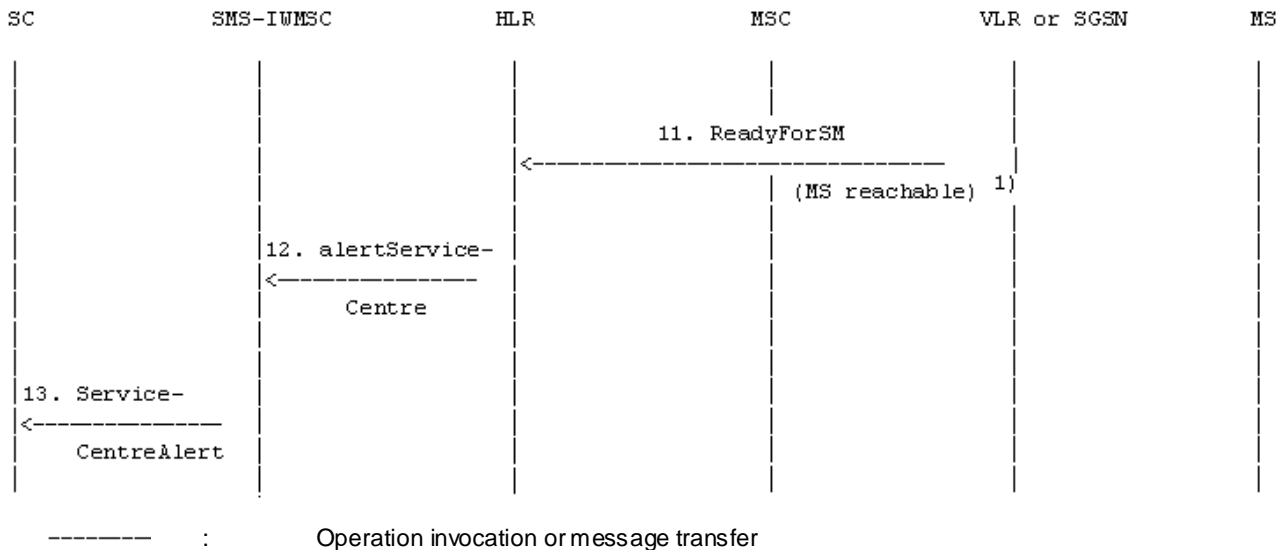 SC SMS-IWMSC HLR MSC VLR or SGSN MS
11. ReadyForSM
(MS reachable) 1)
12. alertService-
Centre
13. Service-
CentreAlert
: Operation invocation or message transfer